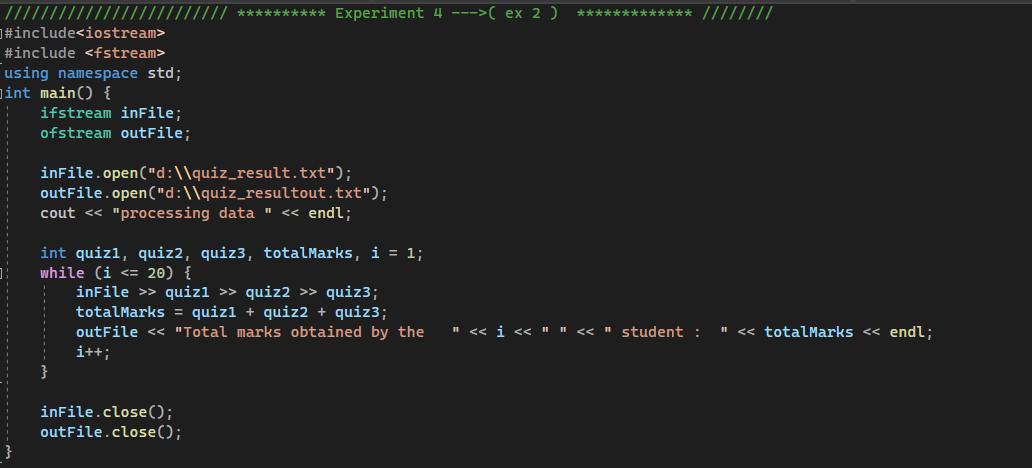 ///////////////////////// ********** Experiment 4 --->( ex 2 )  ************* ////////
#include<iostream>
#include <fstream>
using namespace std;
int main() {
    ifstream inFile;
    ofstream outFile;
    inFile.open("d:\\quiz_result.txt");
    outFile.open("d:\\quiz_resultout.txt");
    cout << "processing data " << endl;
    int quiz1, quiz2, quiz3, totalMarks, i = 1;
    while (i <= 20) {
        inFile >> quiz1 >> quiz2 >> quiz3;
        totalMarks = quiz1 + quiz2 + quiz3;
        outFile << "Total marks obtained by the   " << i << " " << " student :  " << totalMarks << endl;
        i++;
    }
    inFile.close();
    outFile.close();
}